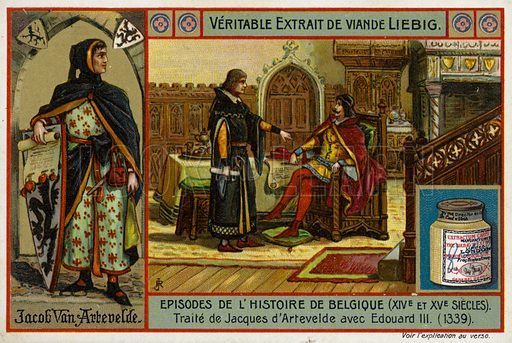 VÉRITABLE EXTRAIT DE VIANDE LIEBIG.
Jacob Van Artevelde.
EPISODES DE L'HISTOIRE DE BELGIQUE (XIVE ET XVE SIÈCLES).
Traité de Jacques d'Artevelde avec Edouard III. (1339).
Voir l'explication au verso.